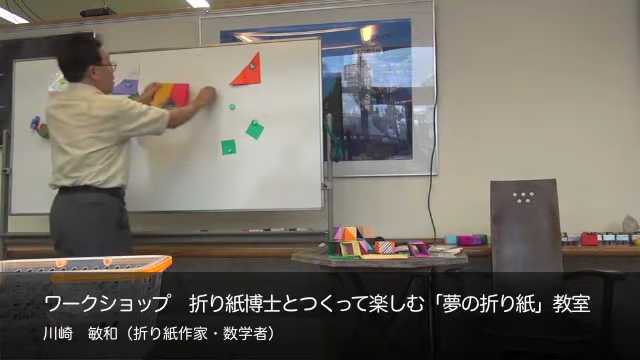 ワークショップ　折り紙博士とつくって楽しむ「夢の折り紙」教室
川崎　敏和（折り紙作家・数学者）